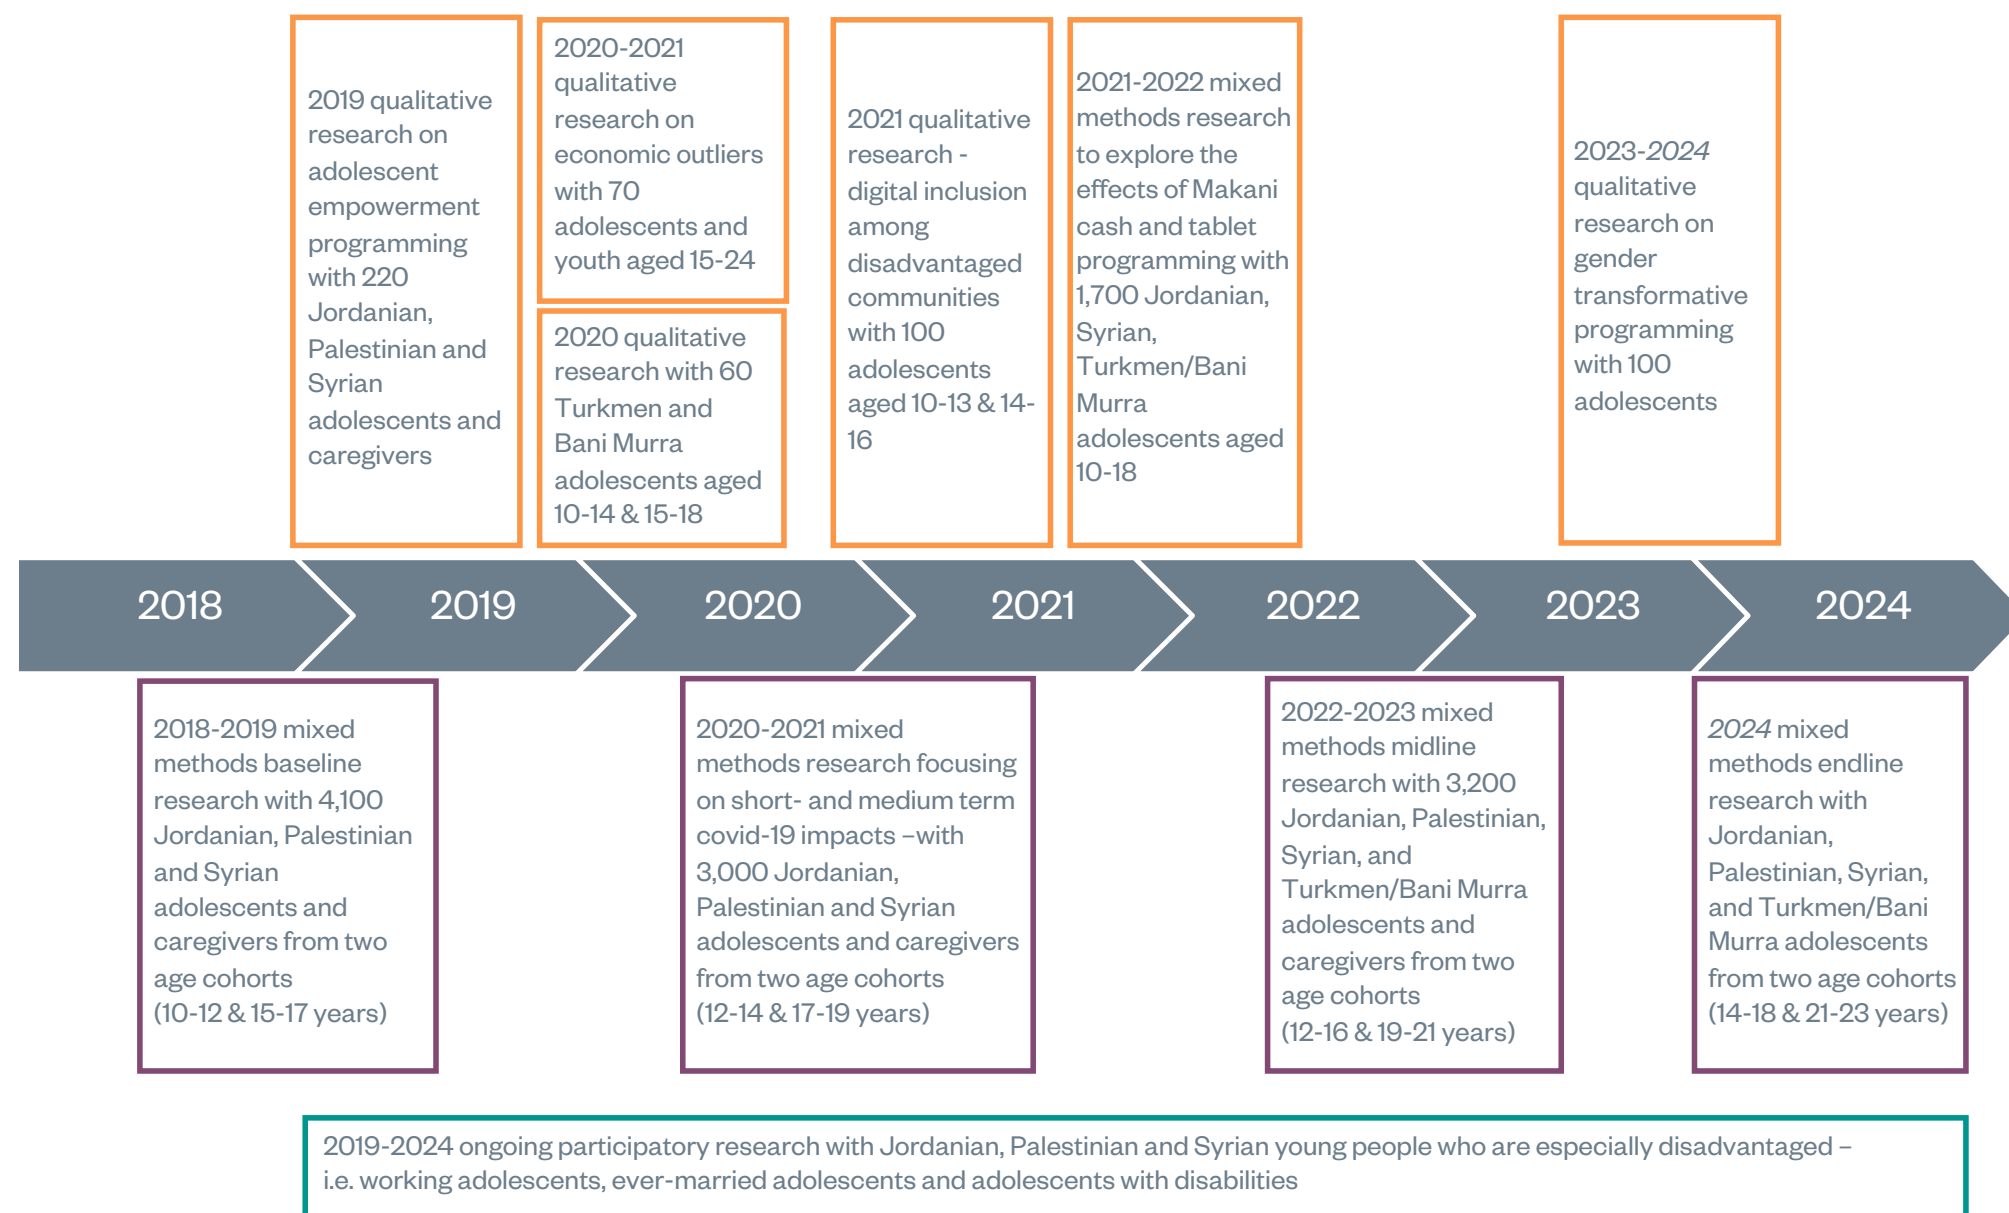 2019 qualitative
research on
adolescent
empowerment
programming
with 220
Jordanian,
Palestinian and
Syrian
adolescents and
caregivers
2020-2021
qualitative
research on
economic outliers
with 70
adolescents and
youth aged 15-24
2020 qualitative
research with 60
Turkmen and
Bani Murra
adolescents aged
10-14 & 15-18
2021 qualitative
research -
digital inclusion
among
disadvantaged
communities
with 100
adolescents
aged 10-13 & 14-
16
2021-2022 mixed
methods research
to explore the
effects of Makani
cash and tablet
programming with
1,700 Jordanian,
Syrian,
Turkmen/Bani
Murra
adolescents aged
10-18
2023-2024
qualitative
research on
gender
transformative
programming
with 100
adolescents
2018
2019
2020
2021
2022
2023
2024
2018-2019 mixed
methods baseline
research with 4,100
Jordanian, Palestinian
and Syrian
adolescents and
caregivers from two
age cohorts
(10-12 & 15-17 years)
2020-2021 mixed
methods research focusing
on short- and medium term
covid-19 impacts –with
3,000 Jordanian,
Palestinian and Syrian
adolescents and caregivers
from two age cohorts
(12-14 & 17-19 years)
2022-2023 mixed
methods midline
research with 3,200
Jordanian, Palestinian,
Syrian, and
Turkmen/Bani Murra
adolescents and
caregivers from two
age cohorts
(12-16 & 19-21 years)
2024 mixed
methods endline
research with
Jordanian,
Palestinian, Syrian,
and Turkmen/Bani
Murra adolescents
from two age cohorts
(14-18 & 21-23 years)
2019-2024 ongoing participatory research with Jordanian, Palestinian and Syrian young people who are especially disadvantaged –
i.e. working adolescents, ever-married adolescents and adolescents with disabilities